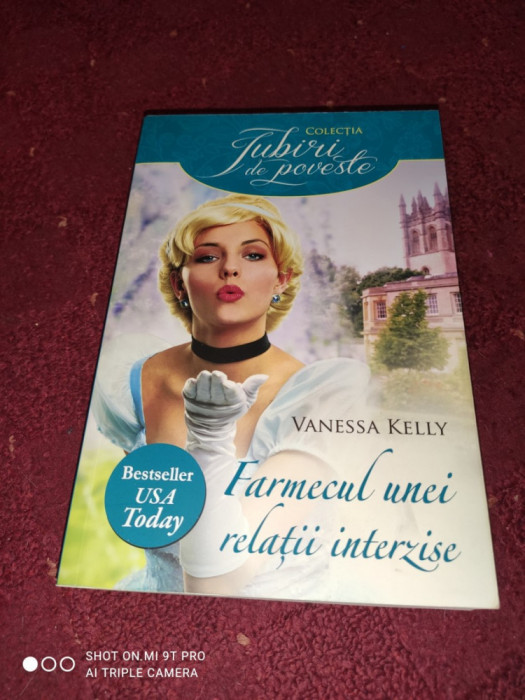 COLECȚIA
Iubiri
de poveste
VANESSA KELLY
Bestseller
USA
Today
Farmecul unei
relații interzise
SHOT ON MI 9T PRO
AI TRIPLE CAMERA